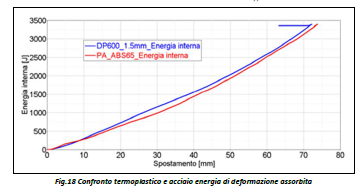 3500
3000
2500
2000
1500
1000
500
0
Energia interna [J]
DP600_1.5mm_Energia interna
PA_ABS65_Energia interna
0 10 20 30 40 50 60 70 80
Spostamento [mm]
Fig.18 Confronto termoplastico e acciaio energia di deformazione assorbita